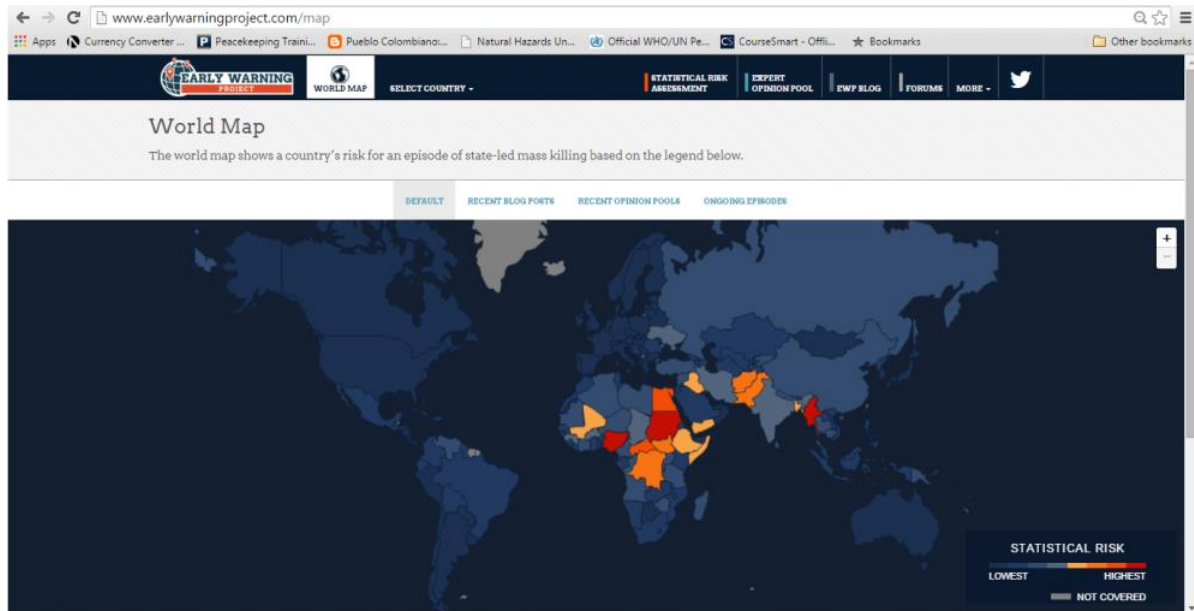 www.earlywarningproject.com/map
Apps Currency Converter ... Peacekeeping Traini... Pueblo Colombiano:... Natural Hazards Un... Official WHO/UN Pe... CourseSmart - Offli... Bookmarks Other bookmarks
EARLY WARNING
PROJECT
WORLD MAP
SELECT COUNTRY
STATISTICAL RISK
ASSESSMENT
EXPERT
OPINION POOL
EWP BLOG
FORUMS
MORE
World Map
The world map shows a country's risk for an episode of state-led mass killing based on the legend below.
DEFAULT RECENT BLOG POSTS RECENT OPINION POOLS ONGOING EPISODES
+
−
STATISTICAL RISK
LOWEST HIGHEST
NOT COVERED